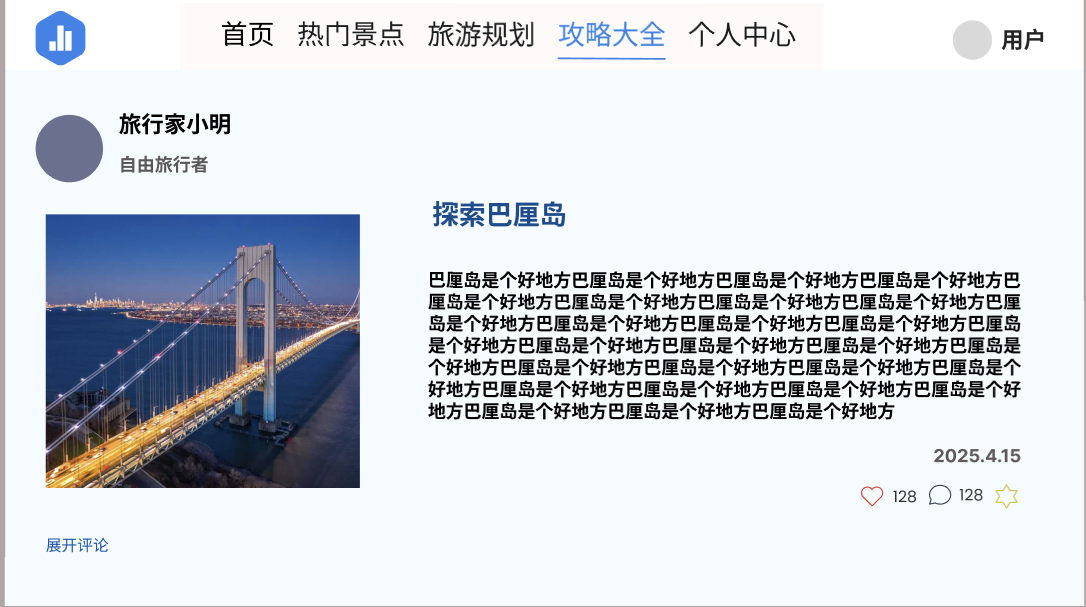 首页 热门景点 旅游规划 攻略大全 个人中心 用户
旅行家小明
自由旅行者
探索巴厘岛
巴厘岛是个好地方巴厘岛是个好地方巴厘岛是个好地方巴厘岛是个好地方巴
厘岛是个好地方巴厘岛是个好地方巴厘岛是个好地方巴厘岛是个好地方巴厘
岛是个好地方巴厘岛是个好地方巴厘岛是个好地方巴厘岛是个好地方巴厘岛
是个好地方巴厘岛是个好地方巴厘岛是个好地方巴厘岛是个好地方巴厘岛是
个好地方巴厘岛是个好地方巴厘岛是个好地方巴厘岛是个好地方巴厘岛是个
好地方巴厘岛是个好地方巴厘岛是个好地方巴厘岛是个好地方巴厘岛是个好
地方巴厘岛是个好地方巴厘岛是个好地方巴厘岛是个好地方
2025.4.15
128 128
展开评论